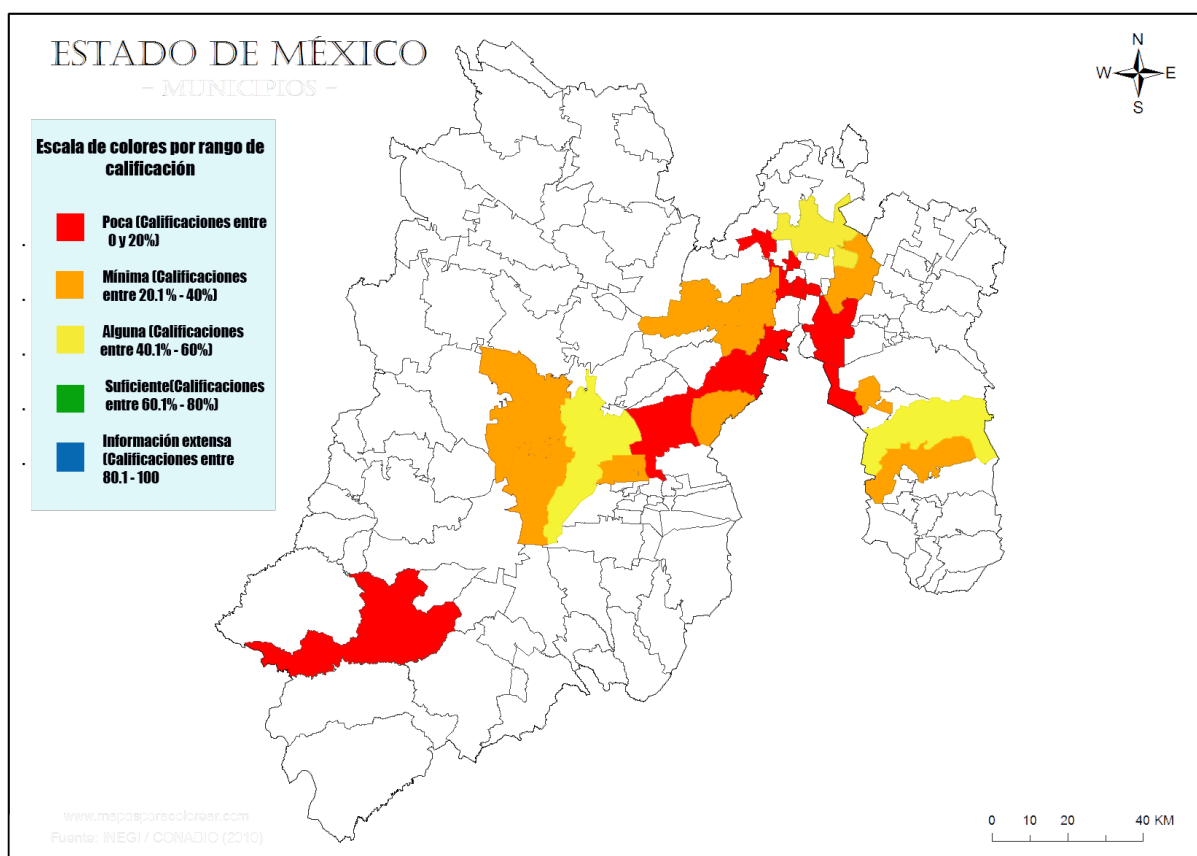 ESTADO DE MÉXICO
- MUNICIPIOS -
N
W E
S
Escala de colores por rango de
calificación
Poca (Calificaciones entre
0 y 20%)
Mínima (Calificaciones
entre 20.1 % - 40%)
Alguna (Calificaciones
entre 40.1% - 60%)
Suficiente(Calificaciones
entre 60.1% - 80%)
Información extensa
(Calificaciones entre
80.1 - 100
www.mapasparacolorear.com
Fuente: INEGI / CONABIO (2010)
0 10 20 40 KM